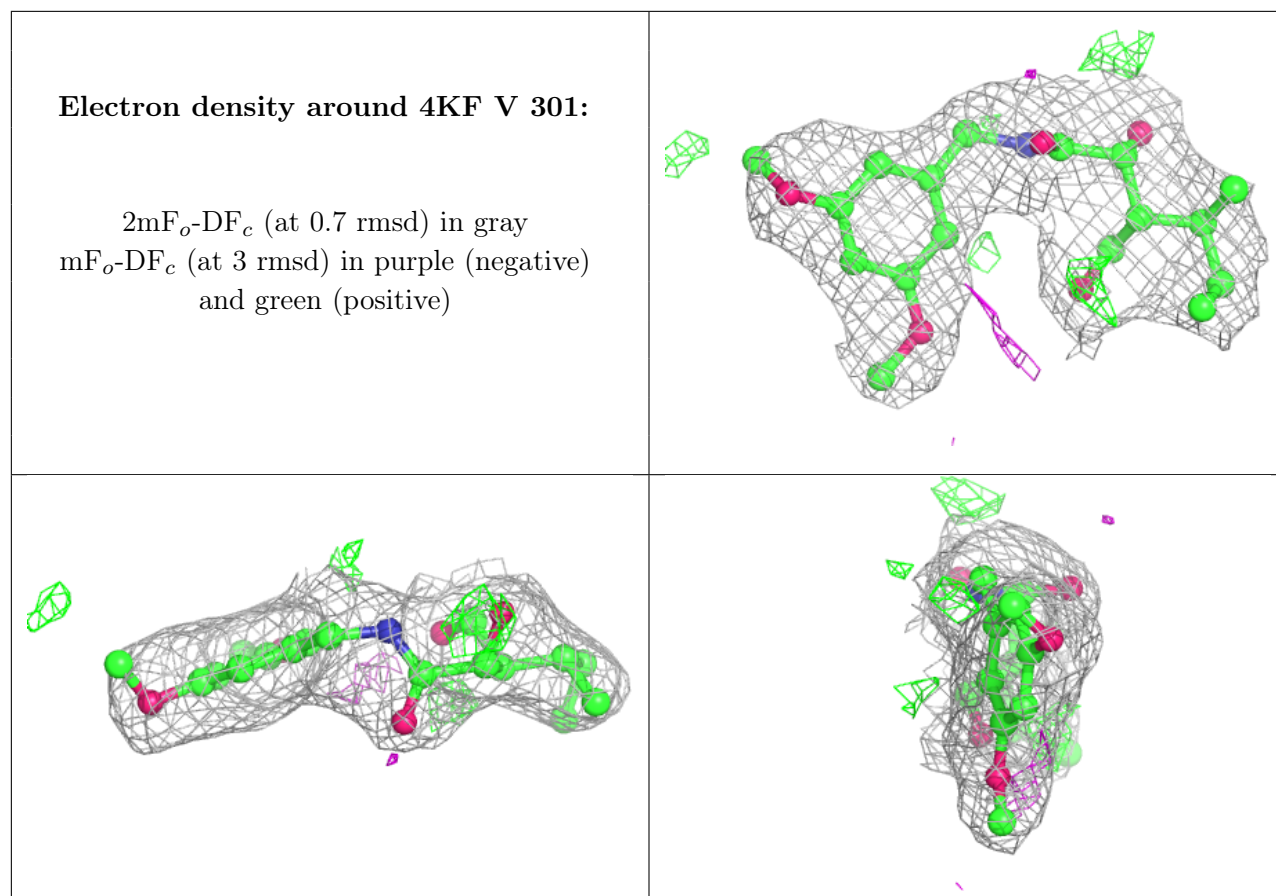 Electron density around 4KF V 301:
2mFo-DFc (at 0.7 rmsd) in gray
mFo-DFc (at 3 rmsd) in purple (negative)
and green (positive)